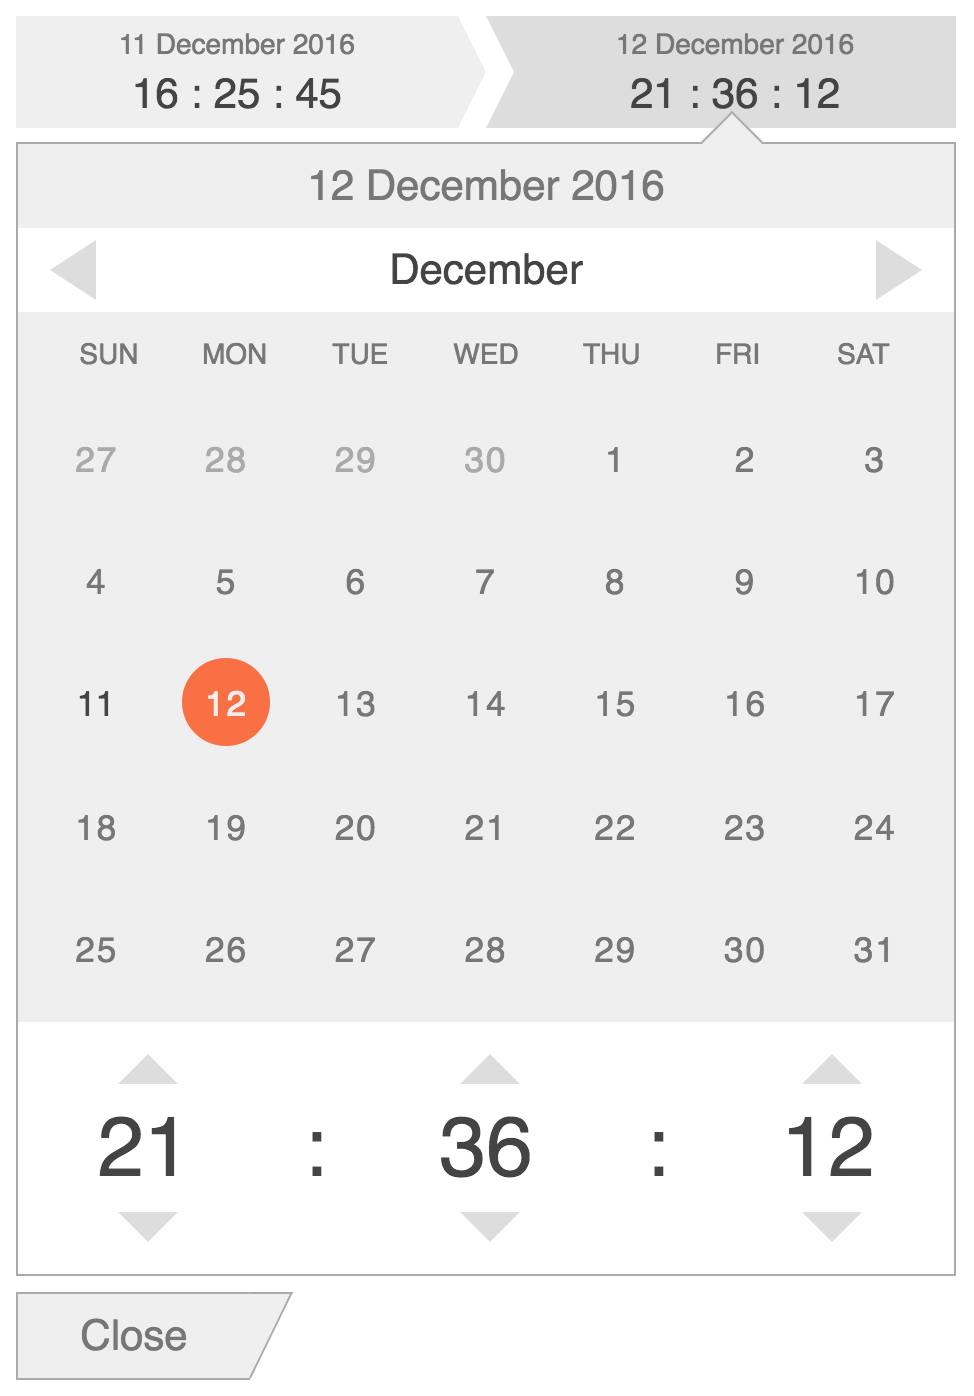 11 December 2016
16 : 25 : 45
12 December 2016
21 : 36 : 12
12 December 2016
December
SUN MON TUE WED THU FRI SAT
27 28 29 30 1 2 3
4 5 6 7 8 9 10
11 12 13 14 15 16 17
18 19 20 21 22 23 24
25 26 27 28 29 30 31
21 : 36 : 12
Close